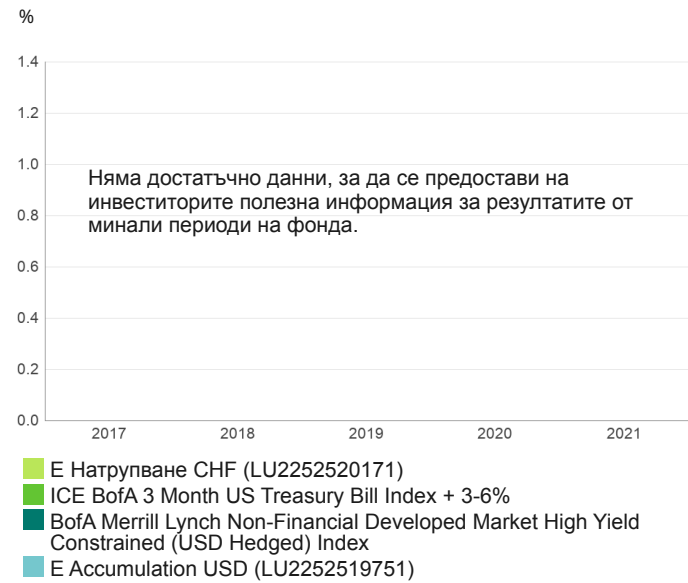 %
1.4
1.2
1.0
Няма достатъчно данни, за да се предостави на
инвеститорите полезна информация за резултатите от
0.8
минали периоди на фонда.
0.6
0.4
0.2
0.0
2017 2018 2019 2020 2021
E Натрупване CHF (LU2252520171)
ICE BofA 3 Month US Treasury Bill Index + 3-6%
BofA Merrill Lynch Non-Financial Developed Market High Yield
Constrained (USD Hedged) Index
E Accumulation USD (LU2252519751)